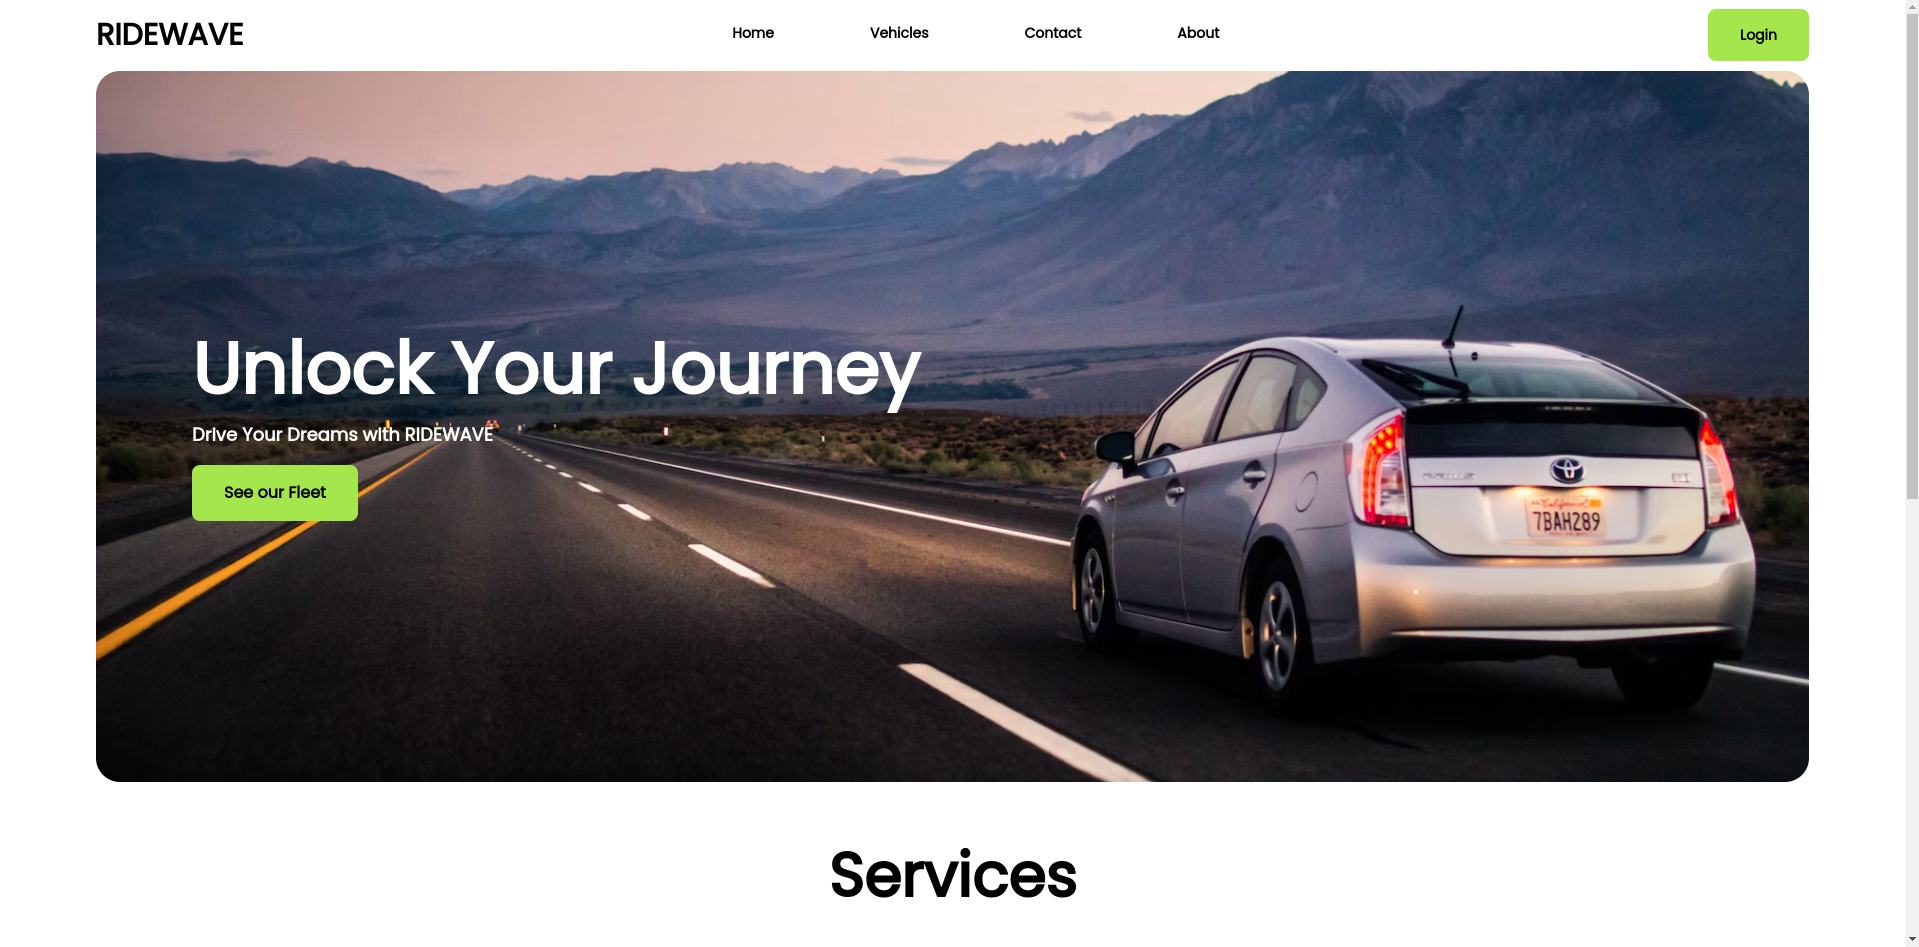 RIDEWAVE
Home
Vehicles
Contact
About
Login
Unlock Your Journey
Drive Your Dreams with RIDEWAVE
See our Fleet
California
7BAH289
Services